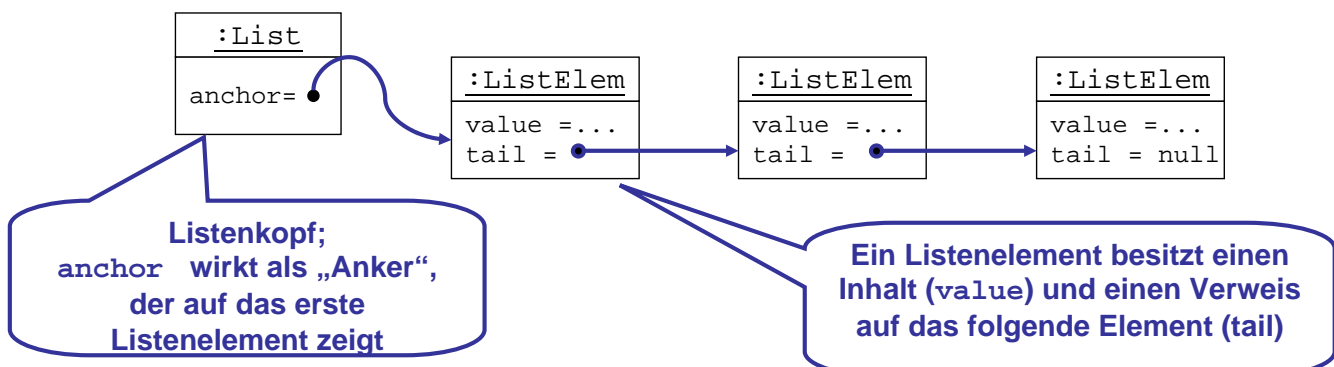 :List
anchor=
:ListElem
value =...
tail =
:ListElem
value =...
tail =
:ListElem
value =...
tail = null
Listenkopf;
anchor wirkt als „Anker“,
der auf das erste
Listenelement zeigt
Ein Listenelement besitzt einen
Inhalt (value) und einen Verweis
auf das folgende Element (tail)